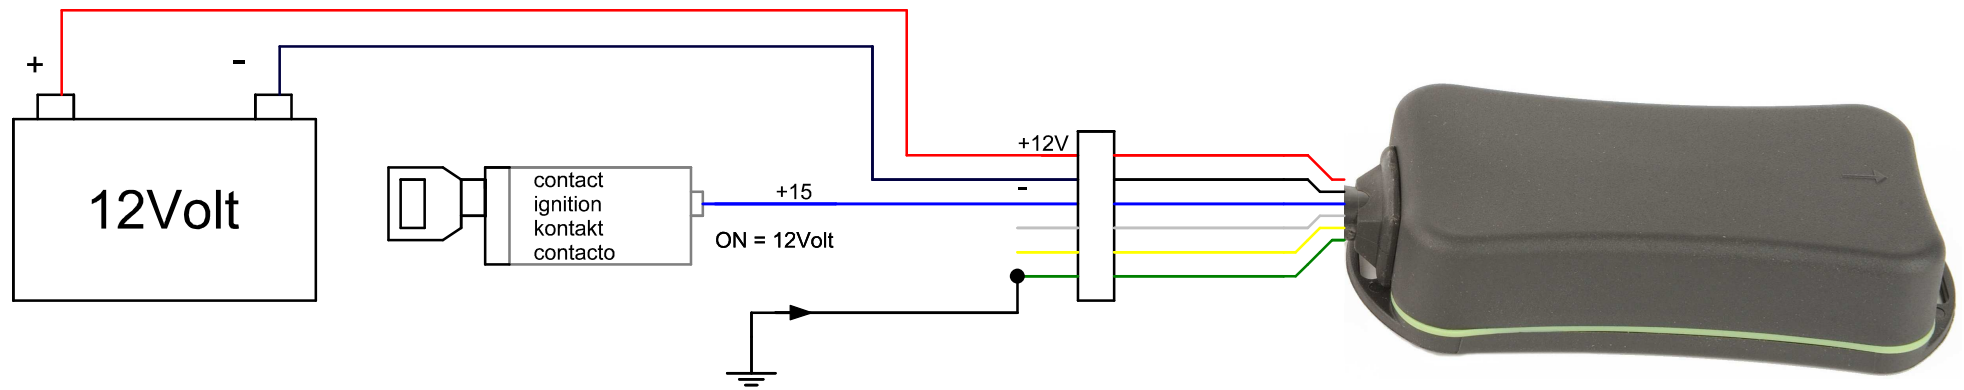 +
-
12Volt
contact
ignition
kontakt
contacto
+15
ON = 12Volt
+12V
-